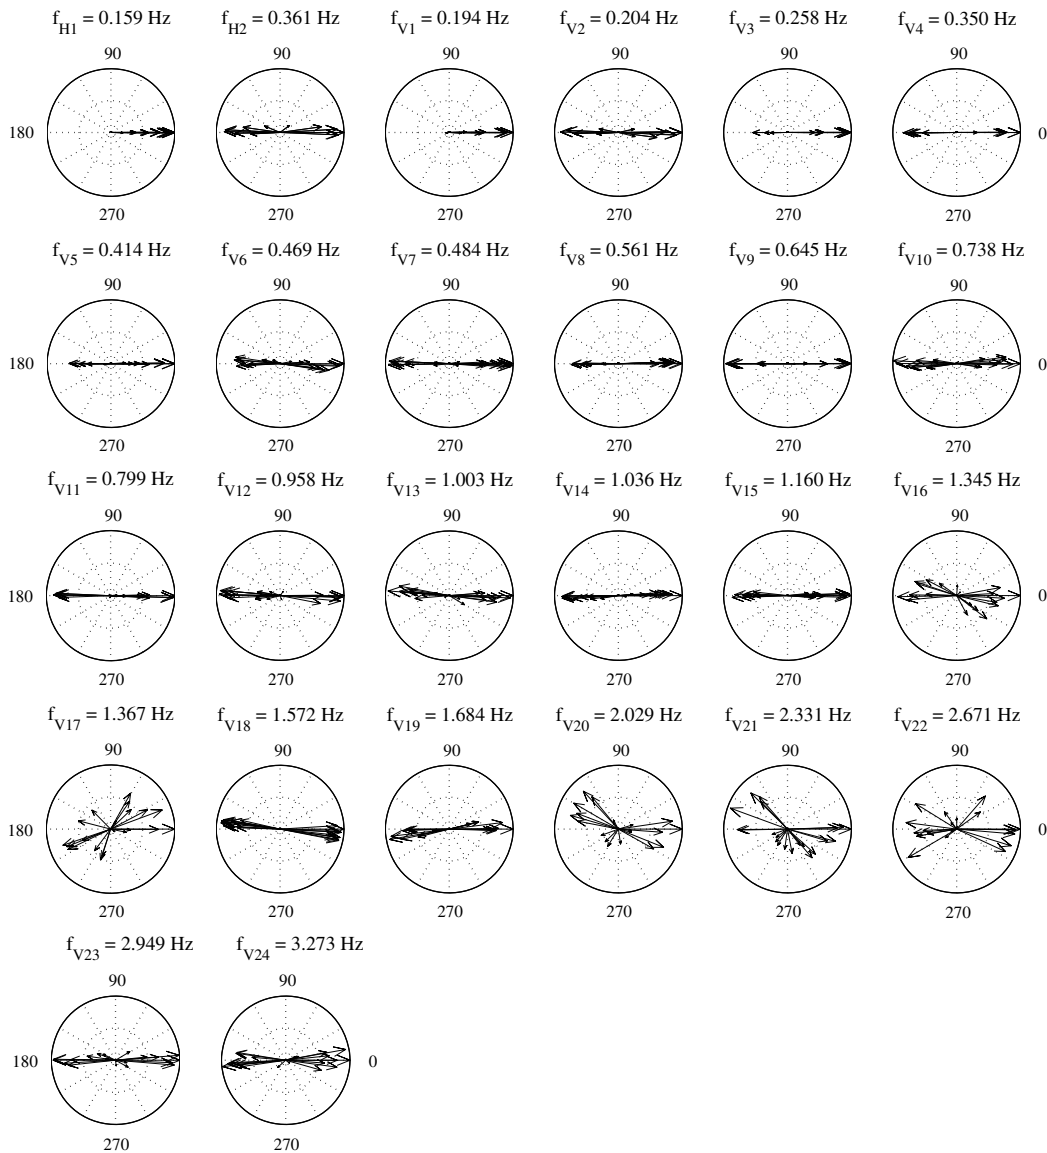 f_H1 = 0.159 Hz f_H2 = 0.361 Hz f_V1 = 0.194 Hz f_V2 = 0.204 Hz f_V3 = 0.258 Hz f_V4 = 0.350 Hz
90 90 90 90 90 90
180 0
270 270 270 270 270 270
f_V5 = 0.414 Hz f_V6 = 0.469 Hz f_V7 = 0.484 Hz f_V8 = 0.561 Hz f_V9 = 0.645 Hz f_V10 = 0.738 Hz
90 90 90 90 90 90
180 0
270 270 270 270 270 270
f_V11 = 0.799 Hz f_V12 = 0.958 Hz f_V13 = 1.003 Hz f_V14 = 1.036 Hz f_V15 = 1.160 Hz f_V16 = 1.345 Hz
90 90 90 90 90 90
180 0
270 270 270 270 270 270
f_V17 = 1.367 Hz f_V18 = 1.572 Hz f_V19 = 1.684 Hz f_V20 = 2.029 Hz f_V21 = 2.331 Hz f_V22 = 2.671 Hz
90 90 90 90 90 90
180 0
270 270 270 270 270 270
f_V23 = 2.949 Hz f_V24 = 3.273 Hz
90 90
180 0
270 270